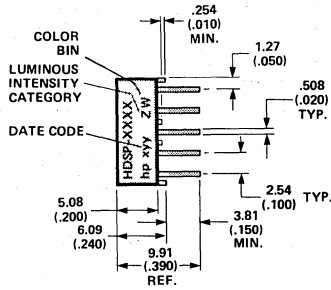 .254
(.010)
MIN.
COLOR
BIN
1.27
(.050)
LUMINOUS
INTENSITY
CATEGORY
.508
(.020)
TYP.
DATE CODE
HDSP-XXXX ZW
hp xyy
2.54
(.100)
TYP.
5.08
(.200)
3.81
(.150)
MIN.
6.09
(.240)
9.91
(.390)
REF.